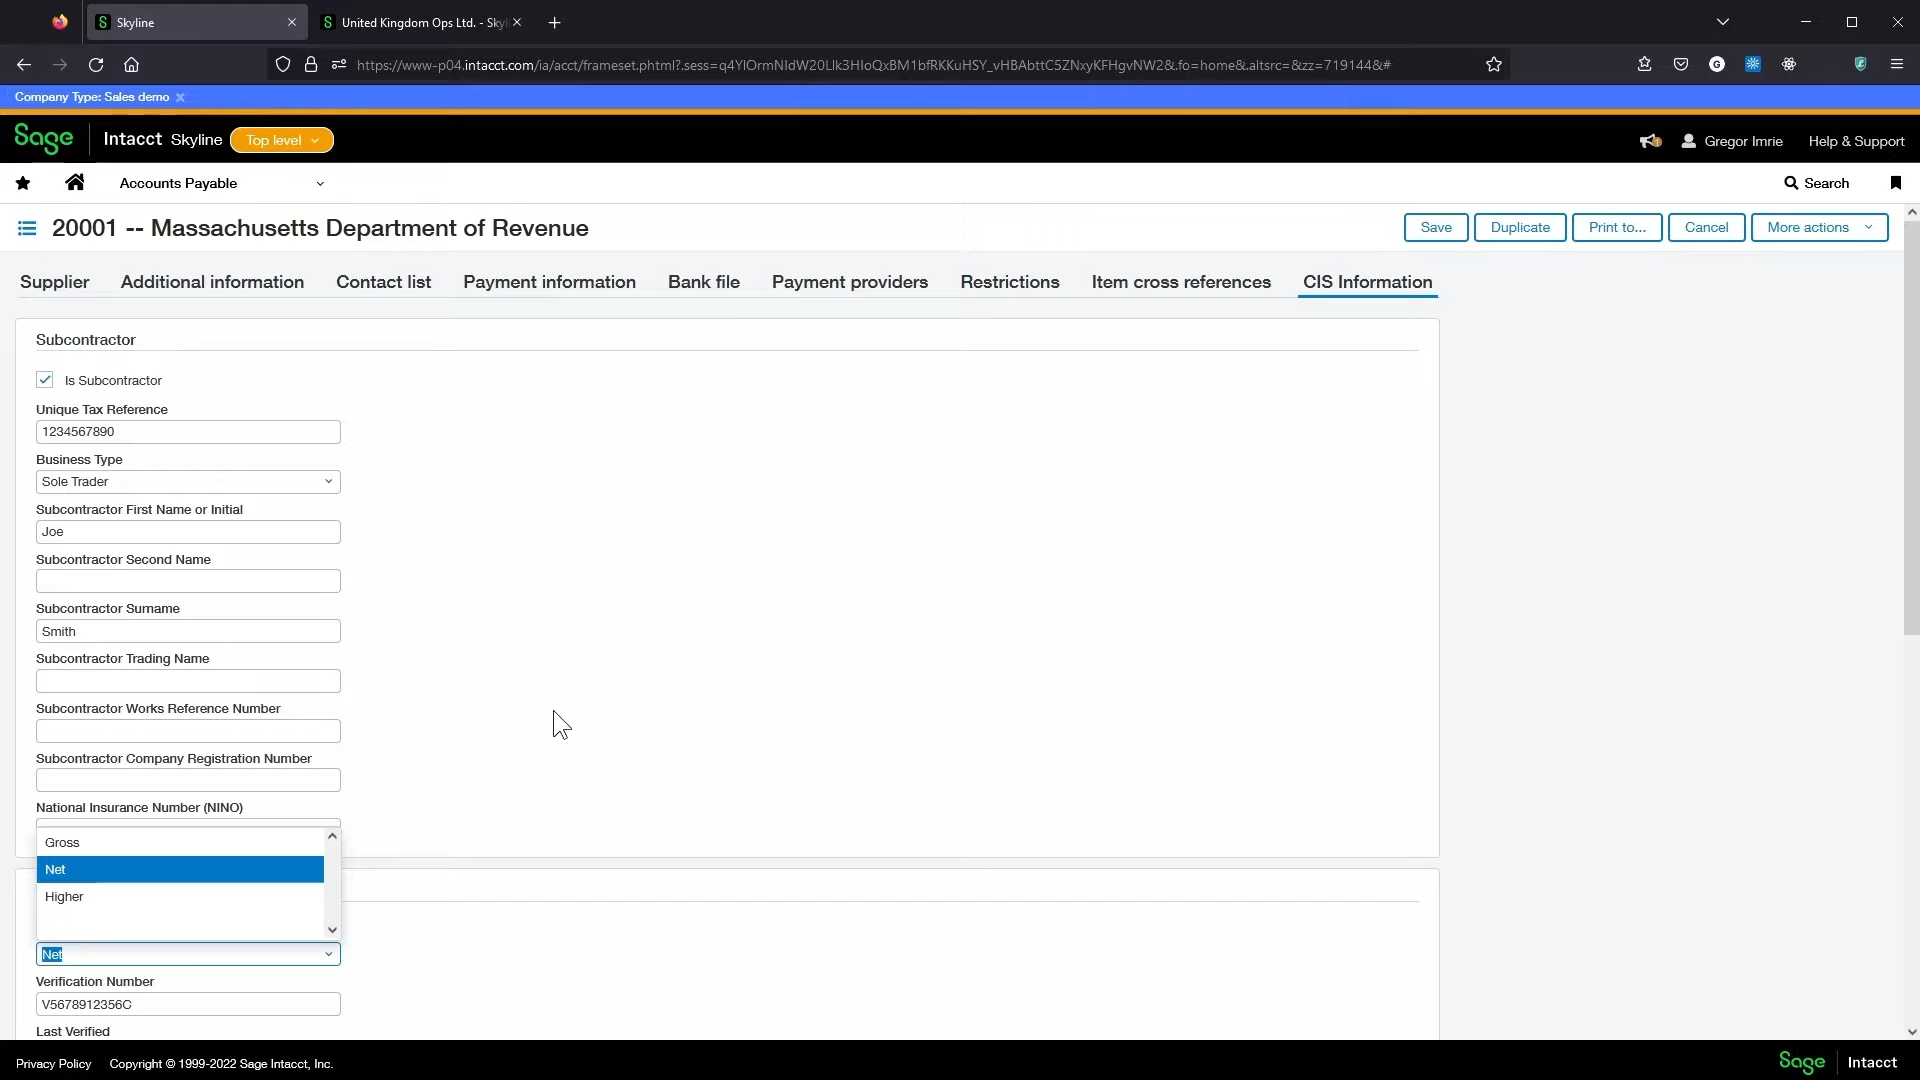 Skyline
United Kingdom Ops Ltd. - Sky
https://www-p04.intacct.com/ia/acct/frameset.phtml?.sess=q4YlOrmNIdW20Llk3HIoQxBM1bfRKKuHSY_vHBAbttC5ZNxyKFHgvNW2&.fo=home&.altsrc=&zz=719144&#
Company Type: Sales demo
Sage Intacct Skyline Top level
Gregor Imrie Help & Support
Accounts Payable
Search
20001 -- Massachusetts Department of Revenue
Save Duplicate Print to... Cancel More actions
Supplier Additional information Contact list Payment information Bank file Payment providers Restrictions Item cross references CIS Information
Subcontractor
Is Subcontractor
Unique Tax Reference
1234567890
Business Type
Sole Trader
Subcontractor First Name or Initial
Joe
Subcontractor Second Name
Subcontractor Surname
Smith
Subcontractor Trading Name
Subcontractor Works Reference Number
Subcontractor Company Registration Number
National Insurance Number (NINO)
Gross
Net
Higher
Net
Verification Number
V5678912356C
Last Verified
Privacy Policy Copyright © 1999-2022 Sage Intacct, Inc.
Sage Intacct